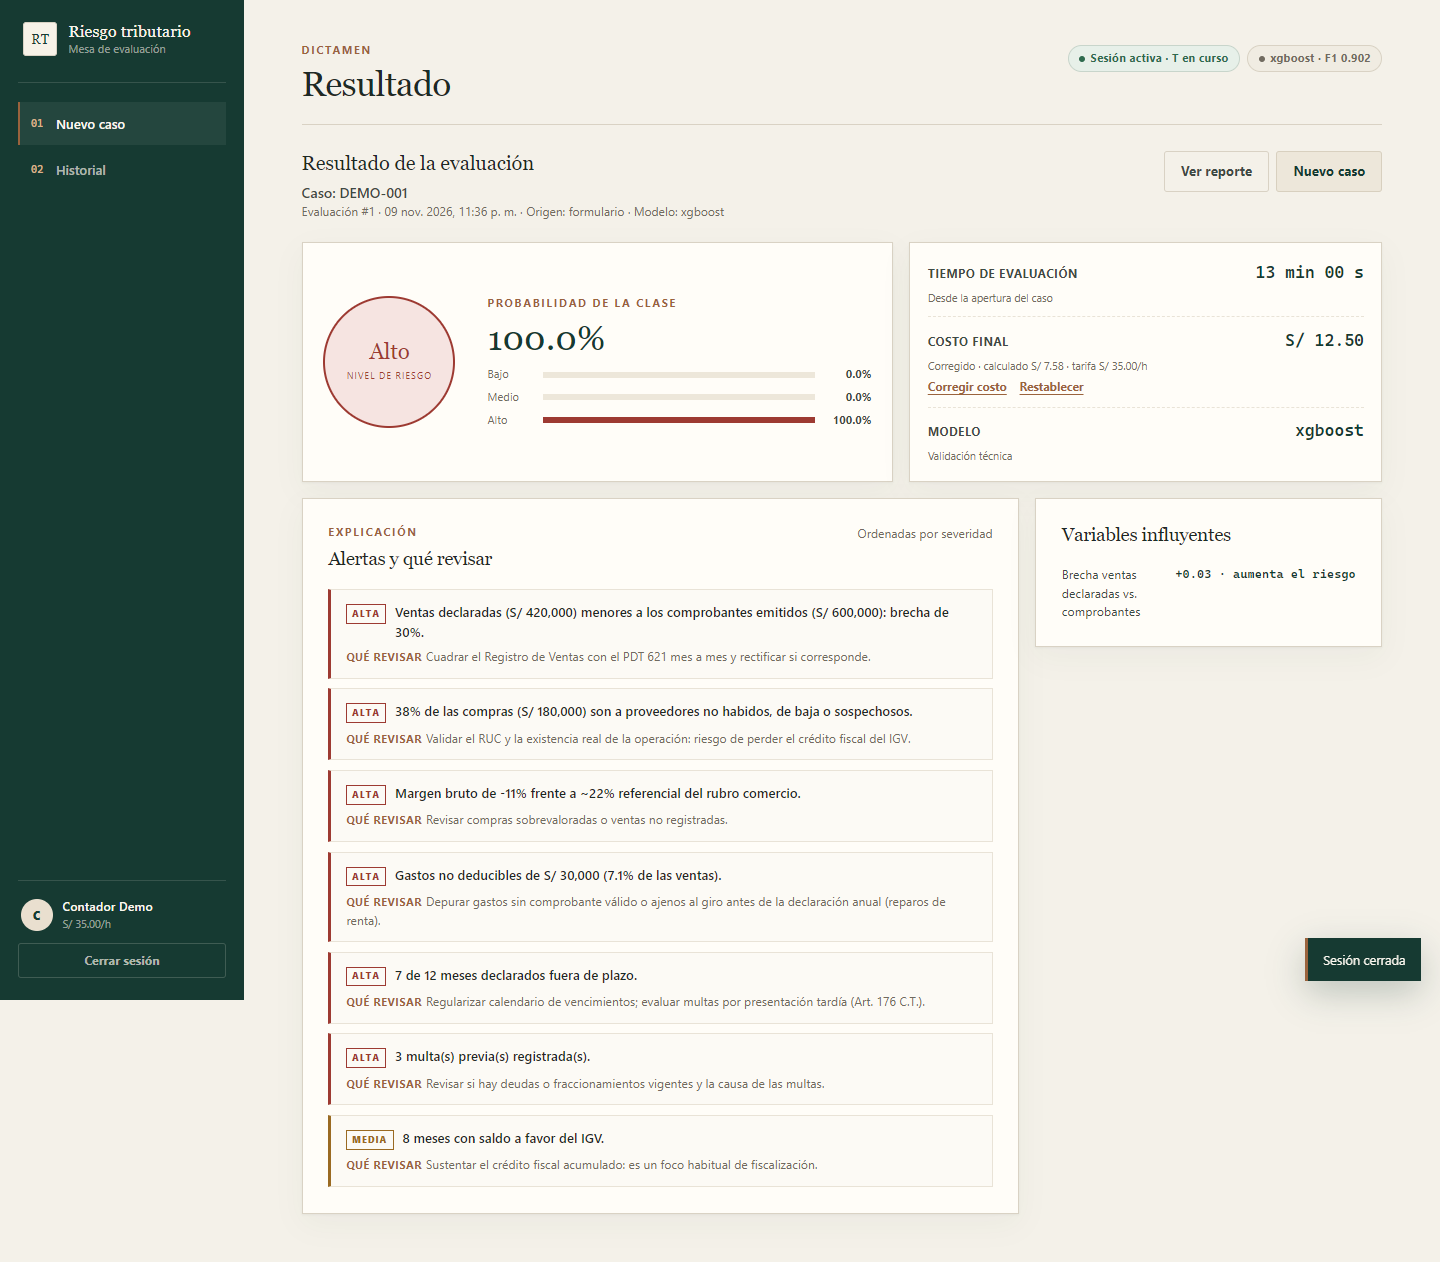 RT
Riesgo tributario
Mesa de evaluación
01 Nuevo caso
02 Historial
Contador Demo
C
S/ 35.00/h
Cerrar sesión
DICTAMEN
Resultado
Sesión activa · T en curso
xgboost · F1 0.902
Resultado de la evaluación
Caso: DEMO-001
Evaluación #1 · 09 nov. 2026, 11:36 p. m. · Origen: formulario · Modelo: xgboost
Ver reporte
Nuevo caso
Alto
NIVEL DE RIESGO
PROBABILIDAD DE LA CLASE
100.0%
Bajo 0.0%
Medio 0.0%
Alto 100.0%
TIEMPO DE EVALUACIÓN 13 min 00 s
Desde la apertura del caso
COSTO FINAL S/ 12.50
Corregido · calculado S/ 7.58 · tarifa S/ 35.00/h
Corregir costo Restablecer
MODELO xgboost
Validación técnica
EXPLICACIÓN
Alertas y qué revisar
Ordenadas por severidad
ALTA Ventas declaradas (S/ 420,000) menores a los comprobantes emitidos (S/ 600,000): brecha de
30%.
QUÉ REVISAR Cuadrar el Registro de Ventas con el PDT 621 mes a mes y rectificar si corresponde.
ALTA 38% de las compras (S/ 180,000) son a proveedores no habidos, de baja o sospechosos.
QUÉ REVISAR Validar el RUC y la existencia real de la operación: riesgo de perder el crédito fiscal del IGV.
ALTA Margen bruto de -11% frente a ~22% referencial del rubro comercio.
QUÉ REVISAR Revisar compras sobrevaloradas o ventas no registradas.
ALTA Gastos no deducibles de S/ 30,000 (7.1% de las ventas).
QUÉ REVISAR Depurar gastos sin comprobante válido o ajenos al giro antes de la declaración anual (reparos de
renta).
ALTA 7 de 12 meses declarados fuera de plazo.
QUÉ REVISAR Regularizar calendario de vencimientos; evaluar multas por presentación tardía (Art. 176 C.T.).
ALTA 3 multa(s) previa(s) registrada(s).
QUÉ REVISAR Revisar si hay deudas o fraccionamientos vigentes y la causa de las multas.
MEDIA 8 meses con saldo a favor del IGV.
QUÉ REVISAR Sustentar el crédito fiscal acumulado: es un foco habitual de fiscalización.
Variables influyentes
Brecha ventas +0.03 · aumenta el riesgo
declaradas vs.
comprobantes
Sesión cerrada